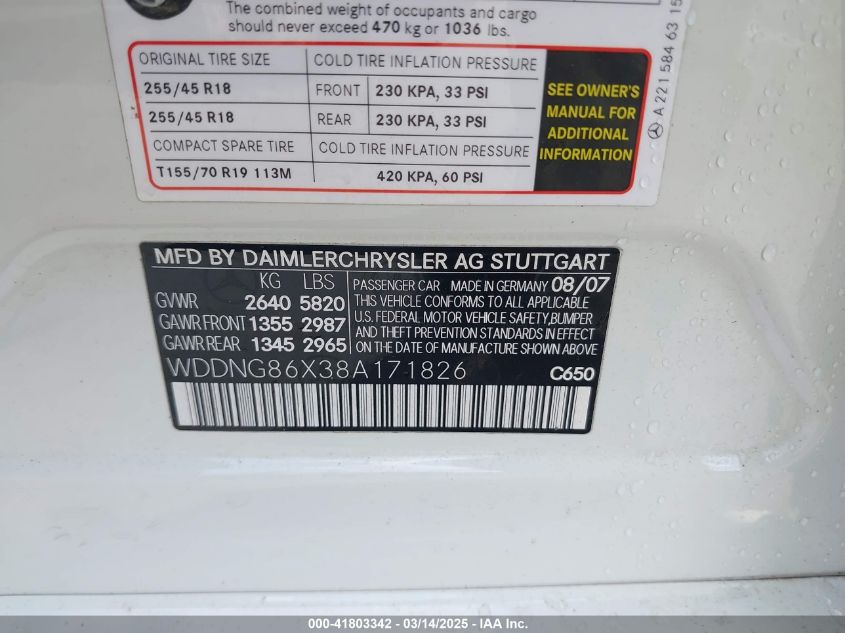 The combined weight of occupants and cargo
should never exceed 470 kg or 1036 lbs.
ORIGINAL TIRE SIZE COLD TIRE INFLATION PRESSURE
255/45 R18 FRONT 230 KPA, 33 PSI
255/45 R18 REAR 230 KPA, 33 PSI
COMPACT SPARE TIRE COLD TIRE INFLATION PRESSURE
T155/70 R19 113M 420 KPA, 60 PSI
SEE OWNER'S
MANUAL FOR
ADDITIONAL
INFORMATION
A 221 584 63 15
MFD BY DAIMLERCHRYSLER AG STUTTGART
KG LBS
GVWR 2640 5820
GAWR FRONT 1355 2987
GAWR REAR 1345 2965
PASSENGER CAR MADE IN GERMANY 08/07
THIS VEHICLE CONFORMS TO ALL APPLICABLE
U.S. FEDERAL MOTOR VEHICLE SAFETY,BUMPER
AND THEFT PREVENTION STANDARDS IN EFFECT
ON THE DATE OF MANUFACTURE SHOWN ABOVE
WDDNG86X38A171826 C650
000-41803342 - 03/14/2025 - IAA Inc.